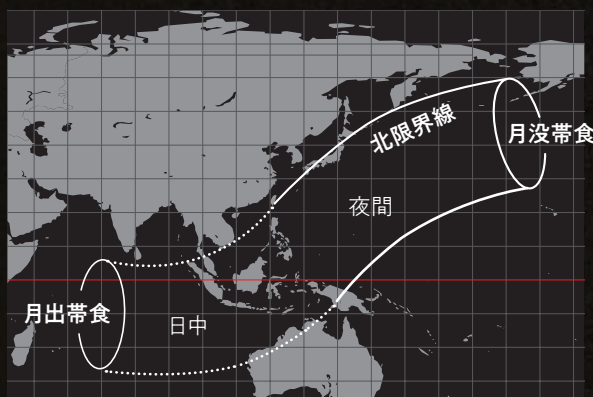 北限界線
月没帯食
夜間
月出帯食
日中